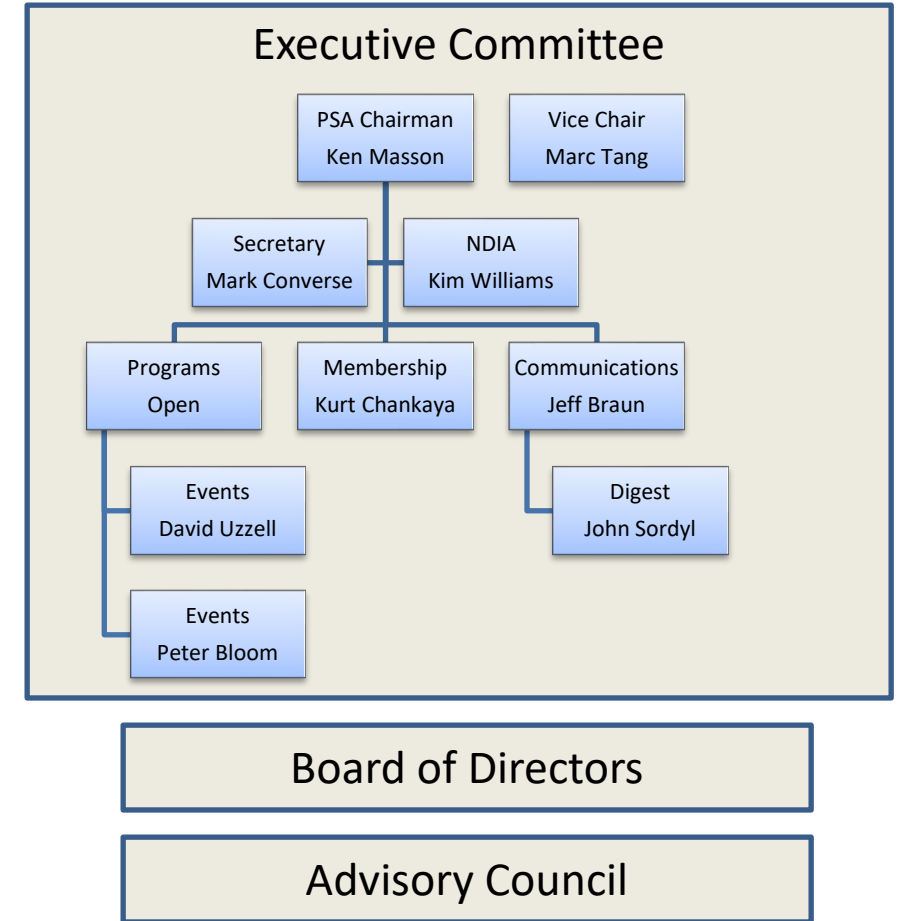 Executive Committee
PSA Chairman
Ken Masson
Vice Chair
Marc Tang
Secretary
Mark Converse
NDIA
Kim Williams
Programs
Open
Membership
Kurt Chankaya
Communications
Jeff Braun
Events
David Uzzell
Digest
John Sordyl
Events
Peter Bloom
Board of Directors
Advisory Council